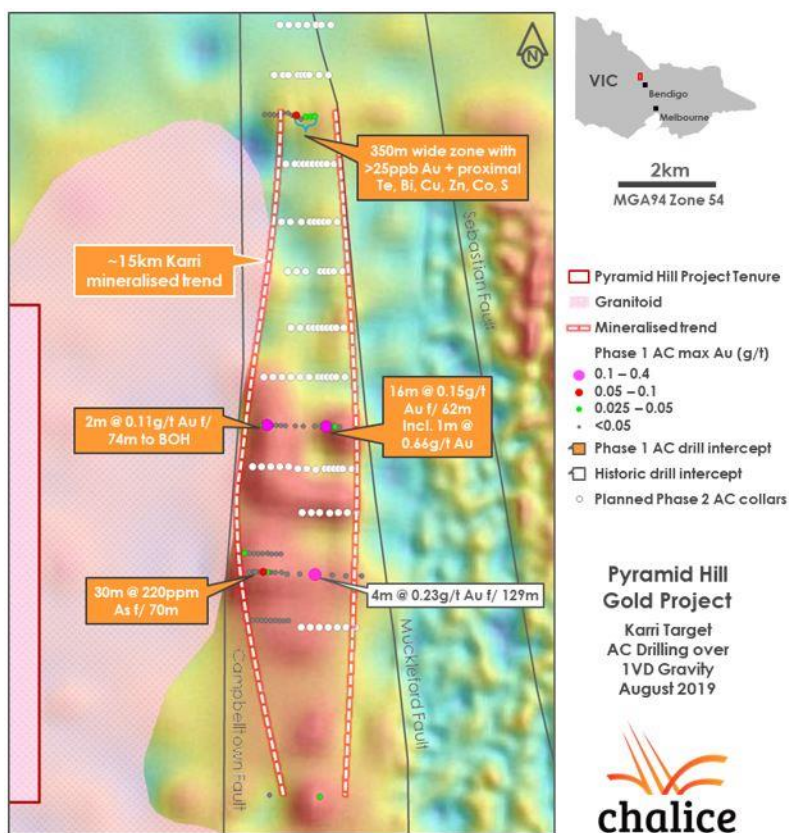 N
350m wide zone with
>25ppb Au + proximal
Te, Bi, Cu, Zn, Co, S
~15km Karri
mineralised trend
Sebastian Fault
16m @ 0.15g/t
Au f/ 62m
Incl. 1m @
0.66g/t Au
2m @ 0.11g/t Au f/
74m to BOH
30m @ 220ppm
As f/ 70m
4m @ 0.23g/t Au f/ 129m
Campbelltown Fault
Muckleford Fault
VIC
Bendigo
Melbourne
2km
MGA94 Zone 54
Pyramid Hill Project Tenure
Granitoid
Mineralised trend
Phase 1 AC max Au (g/t)
0.1 – 0.4
0.05 – 0.1
0.025 – 0.05
<0.05
Phase 1 AC drill intercept
Historic drill intercept
Planned Phase 2 AC collars
Pyramid Hill
Gold Project
Karri Target
AC Drilling over
1VD Gravity
August 2019
chalice